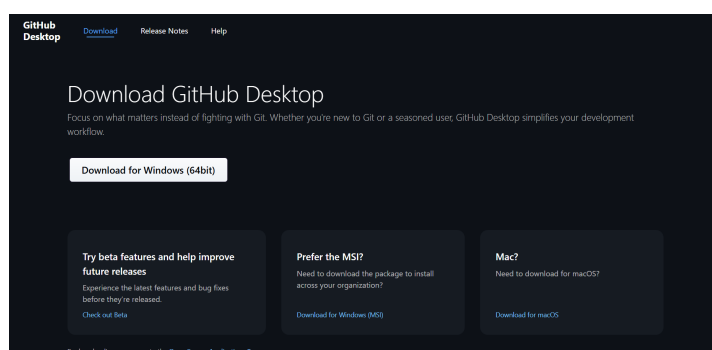 GitHub
Desktop
Download
Release Notes
Help
Download GitHub Desktop
Focus on what matters instead of fighting with Git. Whether you're new to Git or a seasoned user, GitHub Desktop simplifies your development
workflow.
Download for Windows (64bit)
Try beta features and help improve
future releases
Experience the latest features and bug fixes
before they're released.
Check out Beta
Prefer the MSI?
Need to download the package to install
across your organization?
Download for Windows (MSI)
Mac?
Need to download for macOS?
Download for macOS